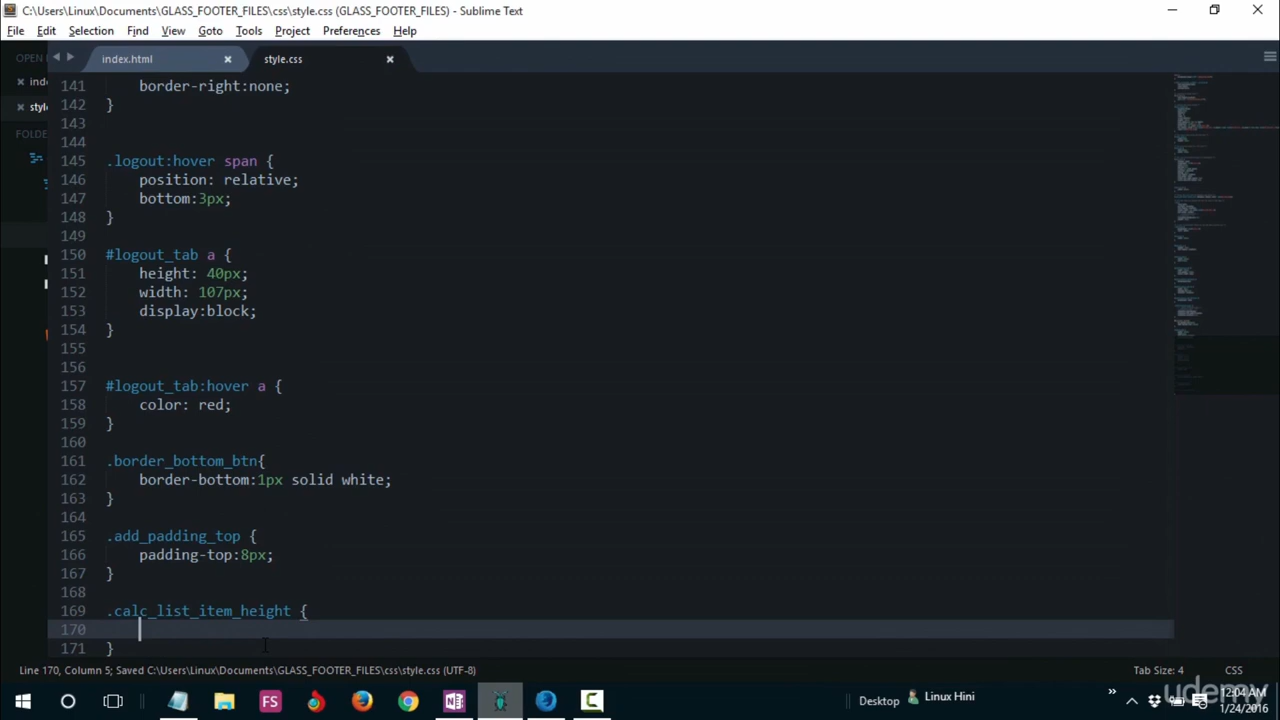 C:\Users\Linux\Documents\GLASS_FOOTER_FILES\css\style.css (GLASS_FOOTER_FILES) - Sublime Text
File Edit Selection Find View Goto Tools Project Preferences Help
OPEN
index.html
style.css
ind
141 border-right:none;
sty
142 }
143
FOLD
144
145 .logout:hover span {
146 position: relative;
147 bottom:3px;
148 }
149
150 #logout_tab a {
151 height: 40px;
152 width: 107px;
153 display:block;
154 }
155
156
157 #logout_tab:hover a {
158 color: red;
159 }
160
161 .border_bottom_btn{
162 border-bottom:1px solid white;
163 }
164
165 .add_padding_top {
166 padding-top:8px;
167 }
168
169 .calc_list_item_height {
170
171 }
Line 170, Column 5; Saved C:\Users\Linux\Documents\GLASS_FOOTER_FILES\css\style.css (UTF-8)
Tab Size: 4
CSS
FS
Desktop
Linux Hini
12:04 AM
1/24/2016
udemy